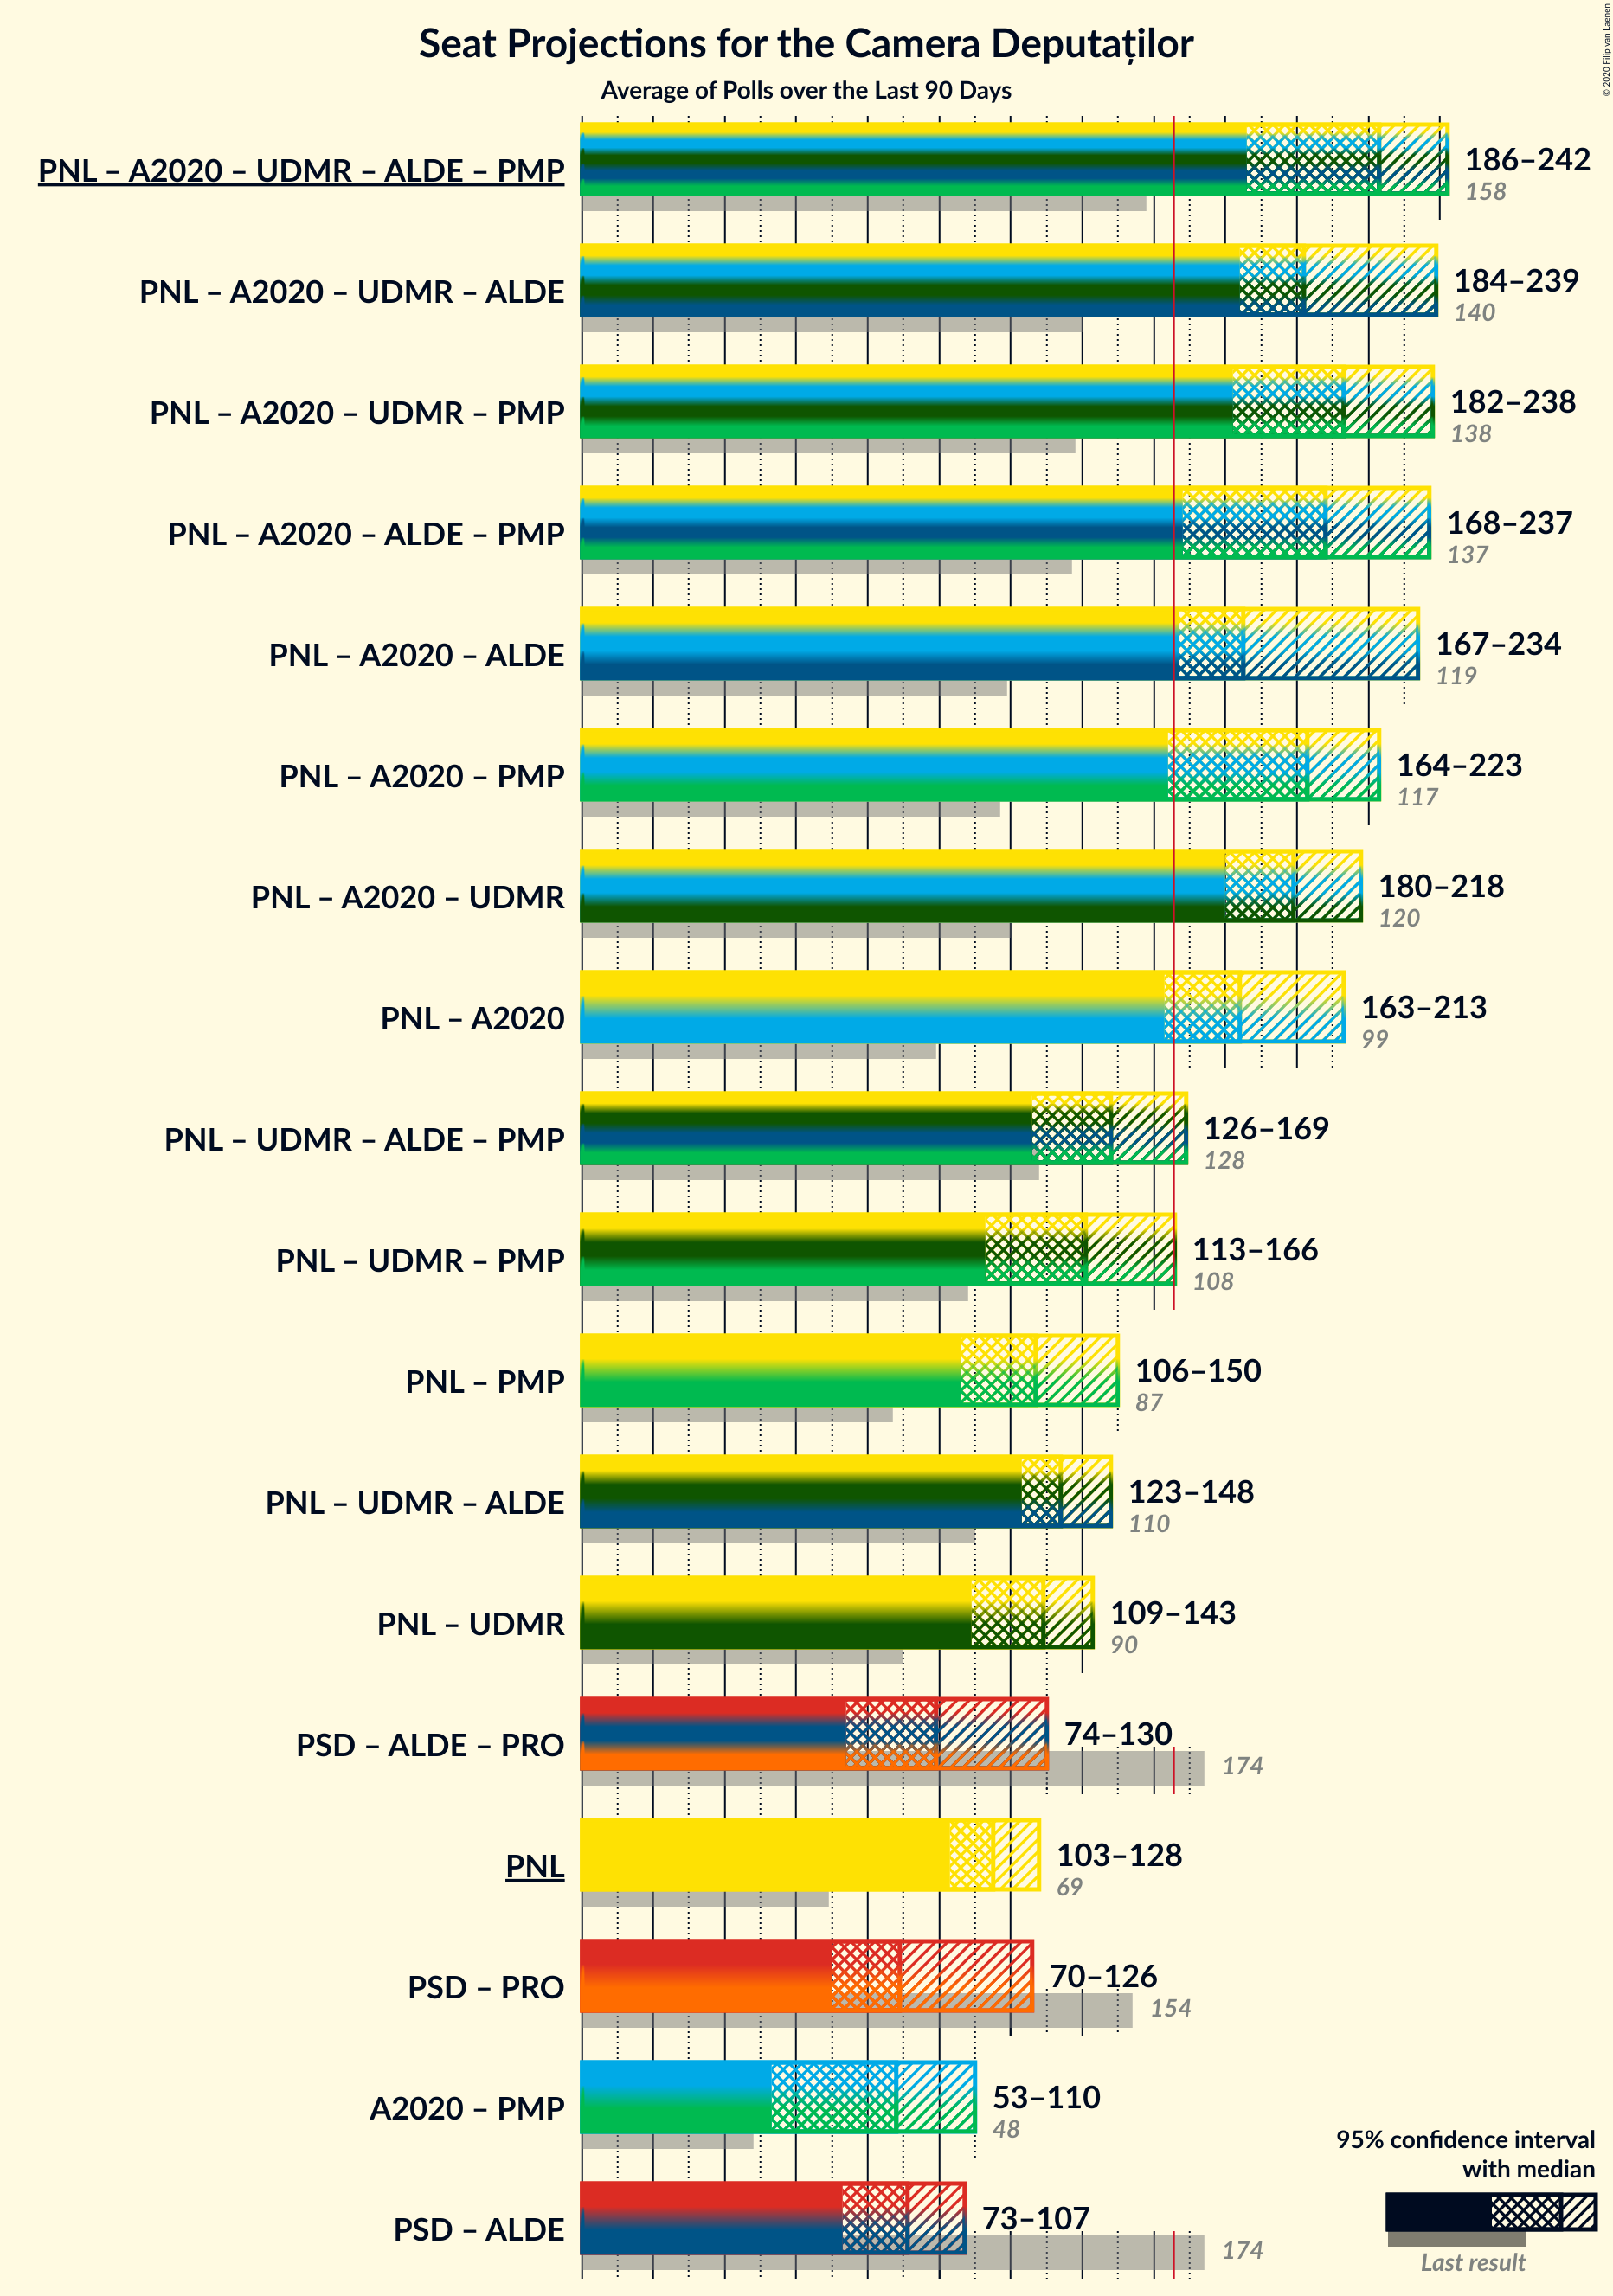 © 2020 Filip van Laenen
Seat Projections for the Camera Deputaților
Average of Polls over the Last 90 Days
PNL – A2020 – UDMR – ALDE – PMP
186–242
158
PNL – A2020 – UDMR – ALDE
184–239
140
PNL – A2020 – UDMR – PMP
182–238
138
PNL – A2020 – ALDE – PMP
168–237
137
PNL – A2020 – ALDE
167–234
119
PNL – A2020 – PMP
164–223
117
PNL – A2020 – UDMR
180–218
120
PNL – A2020
163–213
99
PNL – UDMR – ALDE – PMP
126–169
128
PNL – UDMR – PMP
113–166
108
PNL – PMP
106–150
87
PNL – UDMR – ALDE
123–148
110
PNL – UDMR
109–143
90
PSD – ALDE – PRO
74–130
174
PNL
103–128
69
PSD – PRO
70–126
154
A2020 – PMP
53–110
48
PSD – ALDE
73–107
174
95% confidence interval
with median
Last result